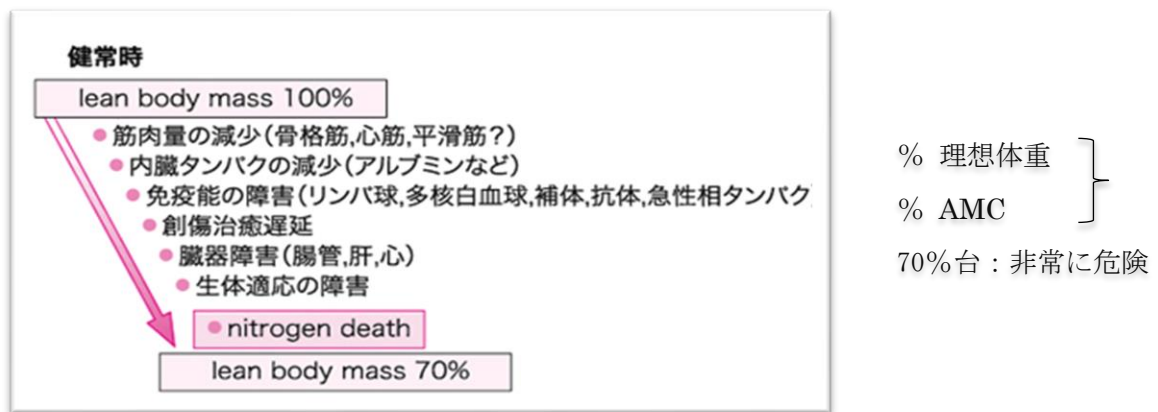 健常時
lean body mass 100%
●筋肉量の減少(骨格筋,心筋,平滑筋?)
●内臓タンパクの減少(アルブミンなど)
●免疫能の障害(リンパ球,多核白血球,補体,抗体,急性相タンパク
●創傷治癒遅延
●臓器障害(腸管,肝,心)
●生体適応の障害
●nitrogen death
lean body mass 70%
% 理想体重
% AMC
70%台：非常に危険